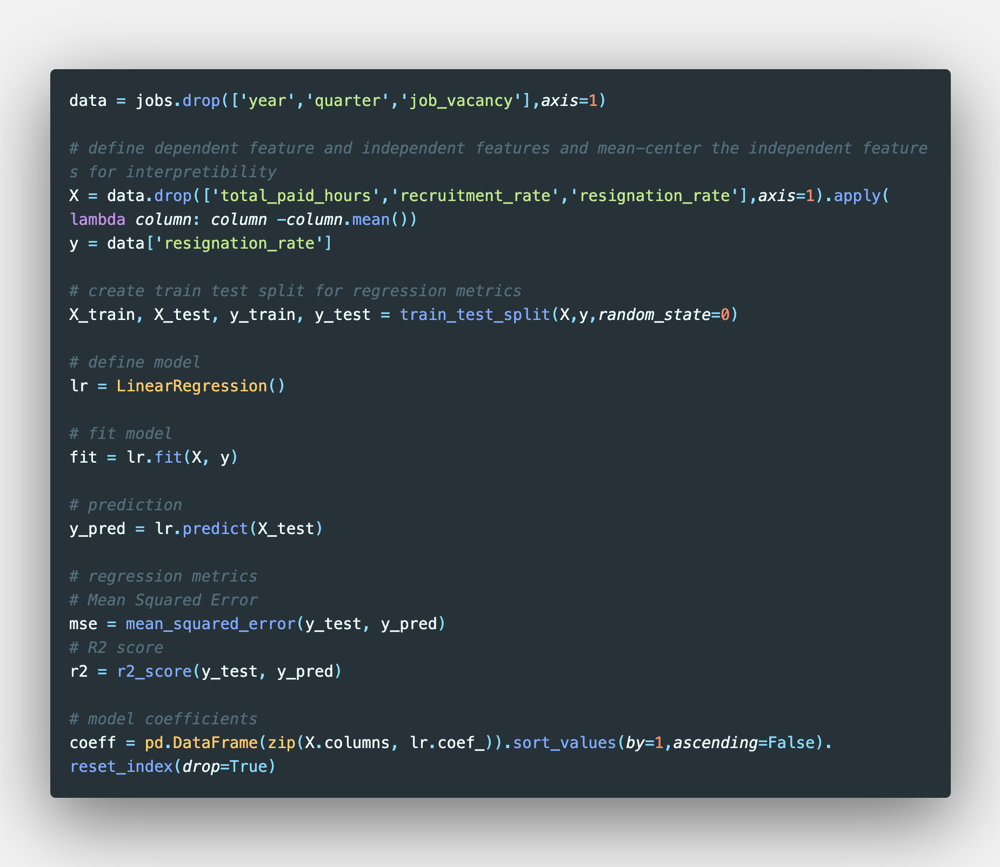 data = jobs.drop(['year','quarter','job_vacancy'],axis=1)
# define dependent feature and independent features and mean-center the independent feature
s for interpretibility
X = data.drop(['total_paid_hours','recruitment_rate','resignation_rate'],axis=1).apply(
lambda column: column -column.mean())
y = data['resignation_rate']
# create train test split for regression metrics
X_train, X_test, y_train, y_test = train_test_split(X,y,random_state=0)
# define model
lr = LinearRegression()
# fit model
fit = lr.fit(X, y)
# prediction
y_pred = lr.predict(X_test)
# regression metrics
# Mean Squared Error
mse = mean_squared_error(y_test, y_pred)
# R2 score
r2 = r2_score(y_test, y_pred)
# model coefficients
coeff = pd.DataFrame(zip(X.columns, lr.coef_)).sort_values(by=1,ascending=False).
reset_index(drop=True)